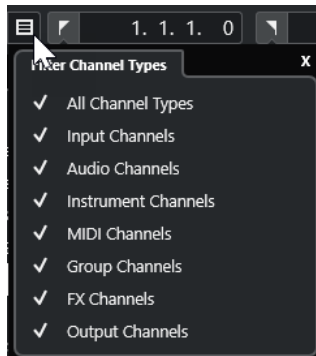 1. 1. 1. 0
Channel Types
X
All Channel Types
Input Channels
Audio Channels
Instrument Channels
MIDI Channels
Group Channels
FX Channels
Output Channels